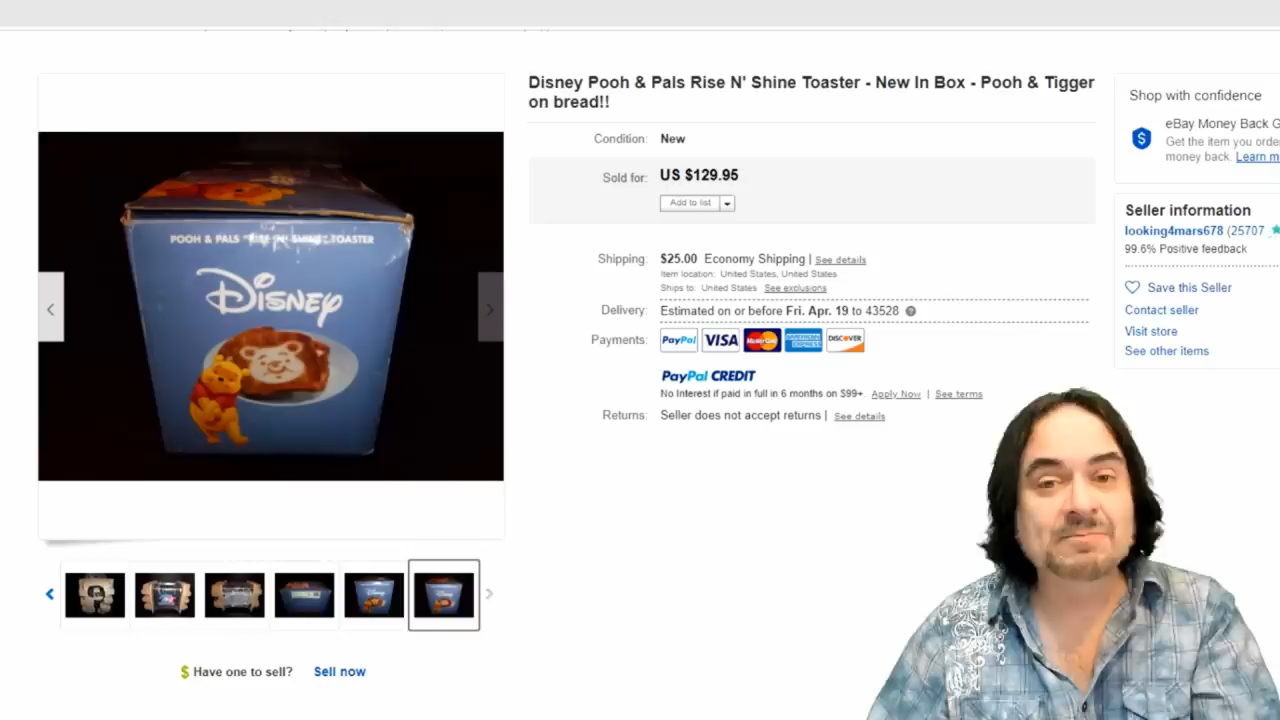 Disney Pooh & Pals Rise N' Shine Toaster - New In Box - Pooh & Tigger
on bread!!
Condition: New
Sold for: US $129.95
Add to list
Shipping: $25.00 Economy Shipping | See details
Item location: United States, United States
Ships to: United States See exclusions
Delivery: Estimated on or before Fri. Apr. 19 to 43528
Payments: PayPal VISA MasterCard AMERICAN EXPRESS DISCOVER
PayPal CREDIT
No Interest if paid in full in 6 months on $99+. Apply Now | See terms
Returns: Seller does not accept returns | See details
Shop with confidence
eBay Money Back G
Get the item you orde
money back. Learn m
Seller information
looking4mars678 (25707
99.6% Positive feedback
Save this Seller
Contact seller
Visit store
See other items
POOH & PALS "RISE 'N' SHINE" TOASTER
Disney
$ Have one to sell? Sell now